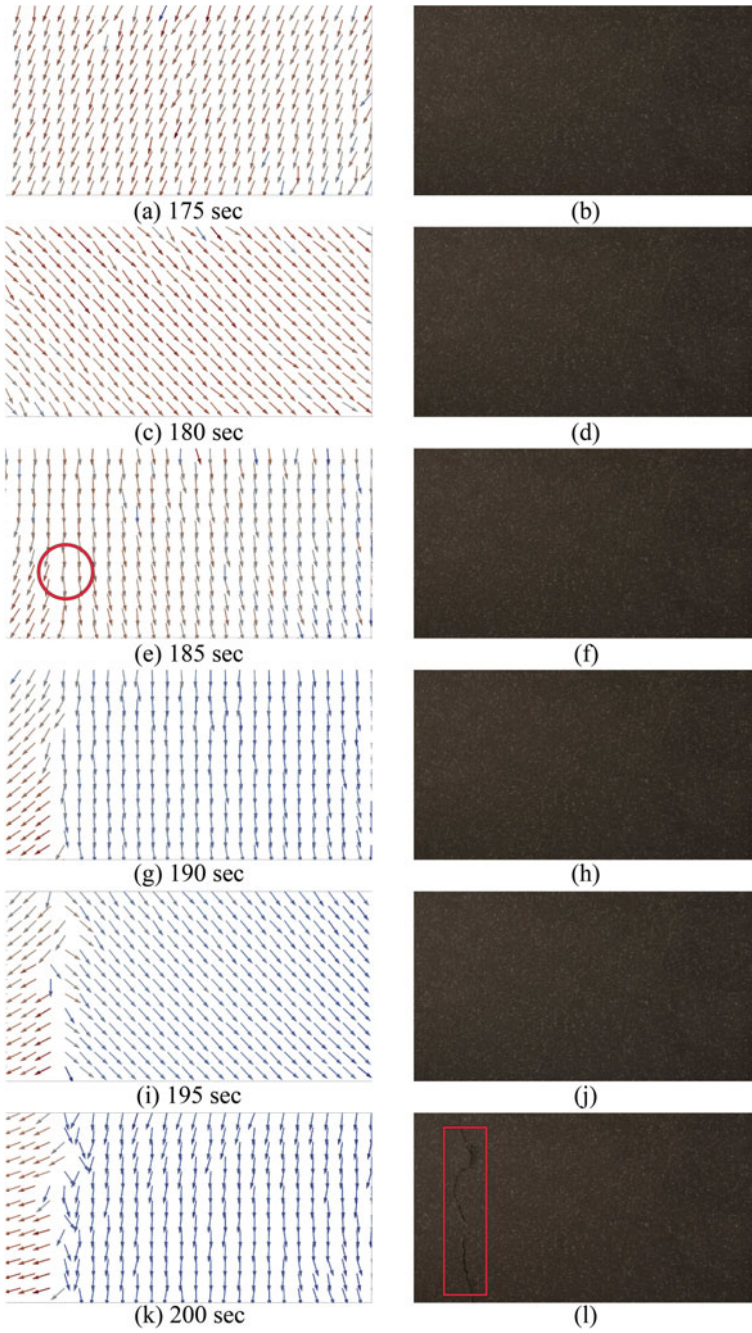 (a) 175 sec
(b)
(c) 180 sec
(d)
(e) 185 sec
(f)
(g) 190 sec
(h)
(i) 195 sec
(j)
(k) 200 sec
(l)